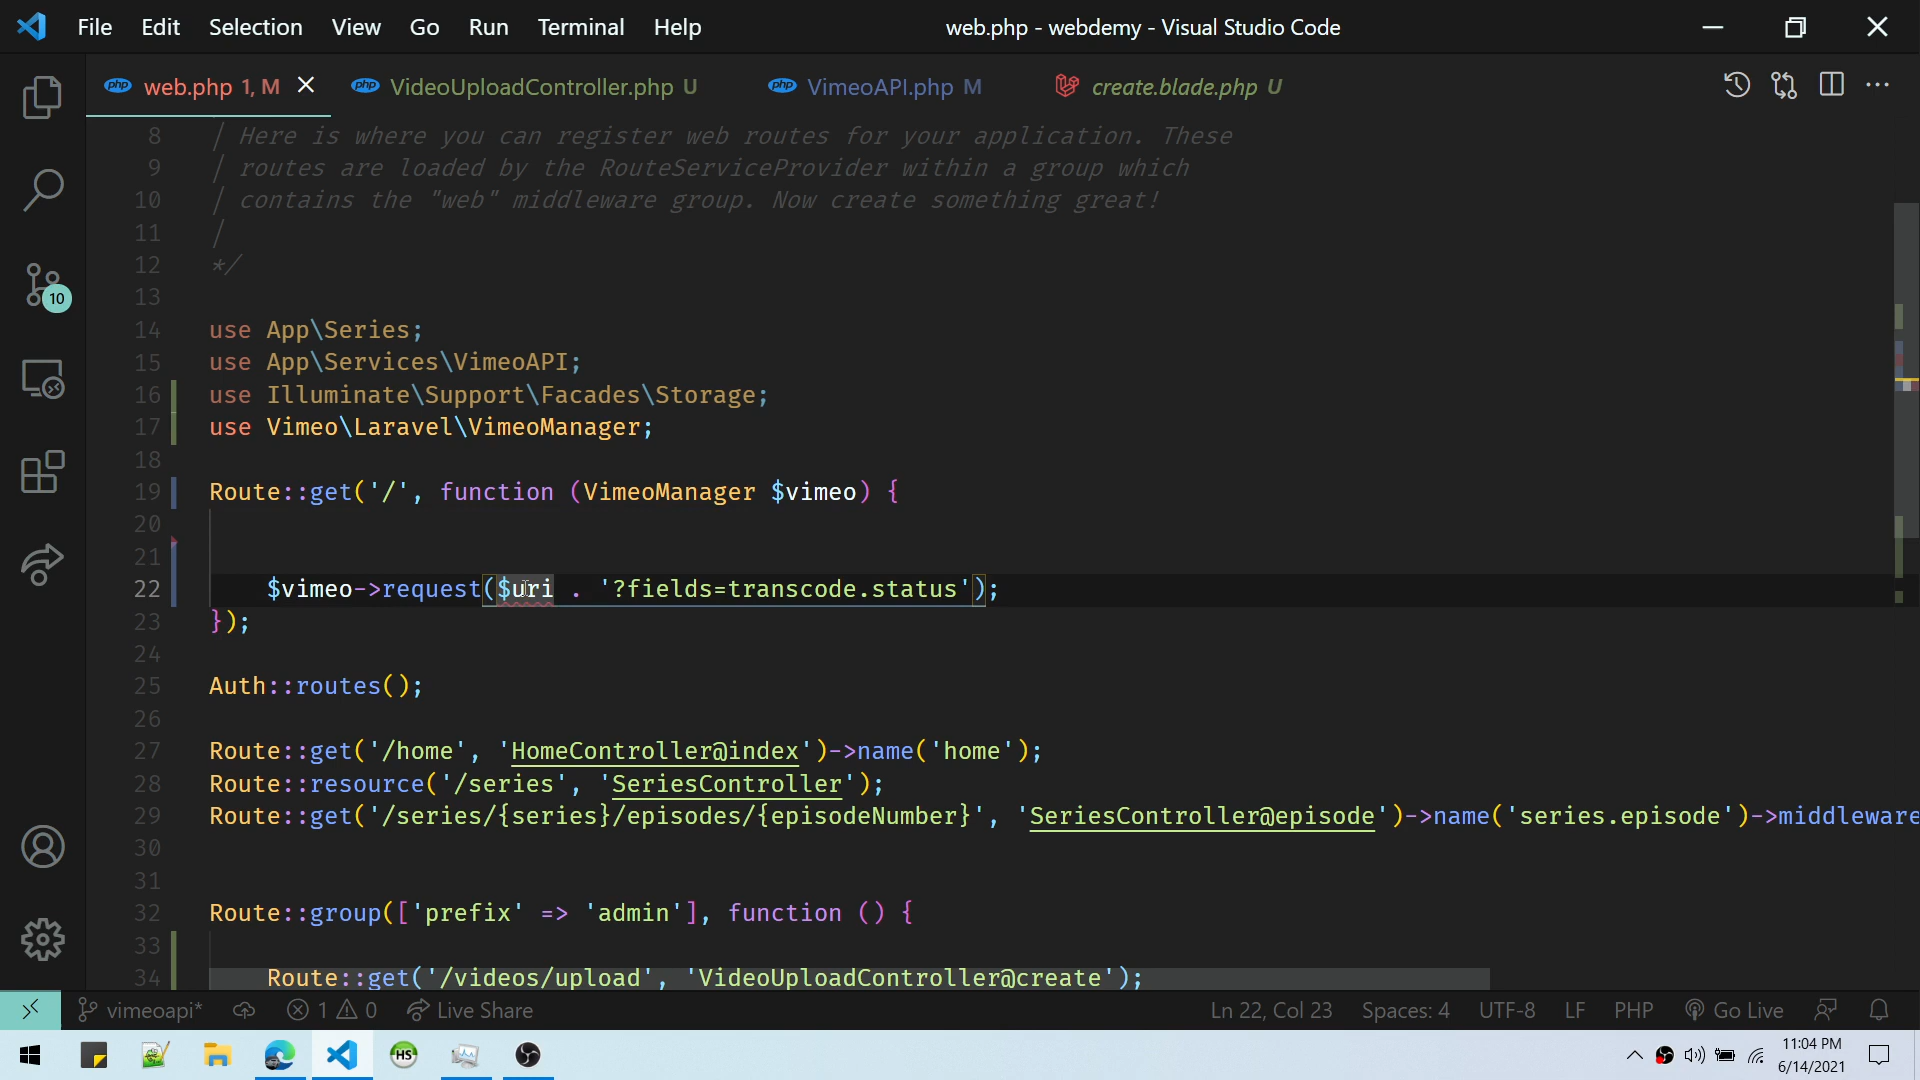 File Edit Selection View Go Run Terminal Help web.php - webdemy - Visual Studio Code
web.php 1, M VideoUploadController.php U VimeoAPI.php M create.blade.php U
8 | Here is where you can register web routes for your application. These
9 | routes are loaded by the RouteServiceProvider within a group which
10 | contains the "web" middleware group. Now create something great!
11 |
12 */
13
14 use App\Series;
15 use App\Services\VimeoAPI;
16 use Illuminate\Support\Facades\Storage;
17 use Vimeo\Laravel\VimeoManager;
18
19 Route::get('/', function (VimeoManager $vimeo) {
20
21
22 $vimeo->request($uri . '?fields=transcode.status');
23 });
24
25 Auth::routes();
26
27 Route::get('/home', 'HomeController@index')->name('home');
28 Route::resource('/series', 'SeriesController');
29 Route::get('/series/{series}/episodes/{episodeNumber}', 'SeriesController@episode')->name('series.episode')->middleware
30
31
32 Route::group(['prefix' => 'admin'], function () {
33
34 Route::get('/videos/upload', 'VideoUploadController@create');
10
vimeoapi* 1 0 Live Share Ln 22, Col 23 Spaces: 4 UTF-8 LF PHP Go Live
HS
11:04 PM
6/14/2021